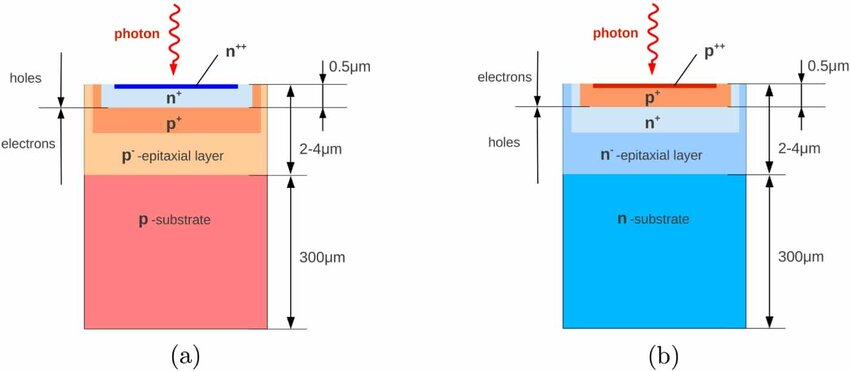 photon
n++
holes
0.5μm
n+
p+
electrons
p- -epitaxial layer
2-4μm
p -substrate
300μm
(a)
photon
p++
electrons
0.5μm
p+
n+
holes
n- -epitaxial layer
2-4μm
n -substrate
300μm
(b)